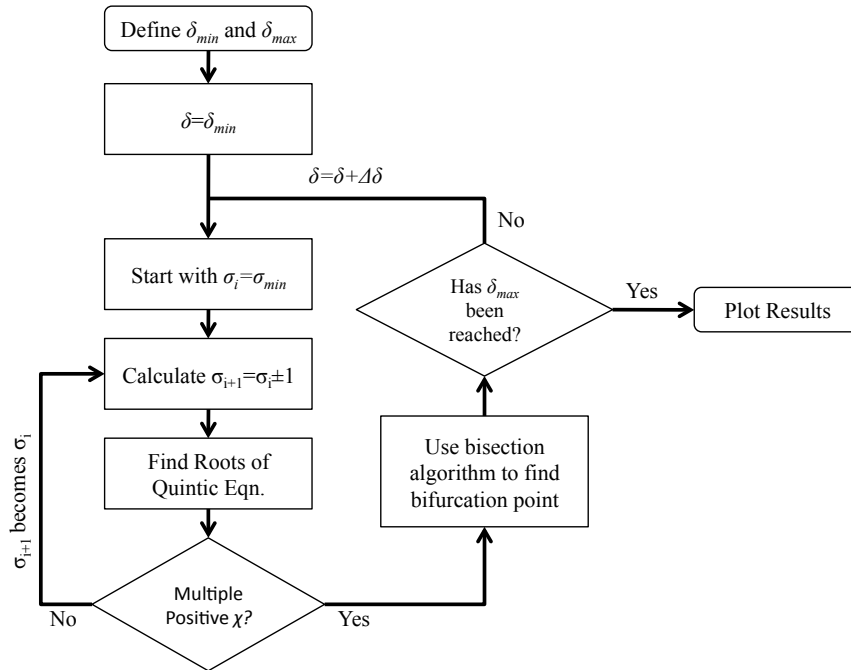 Define δmin and δmax
δ=δmin
δ=δ+Δδ
No
Start with σi=σmin
Has δmax
been
reached?
Yes
Plot Results
Calculate σi+1=σi±1
σi+1 becomes σi
Find Roots of
Quintic Eqn.
Use bisection
algorithm to find
bifurcation point
Multiple
Positive χ?
No
Yes